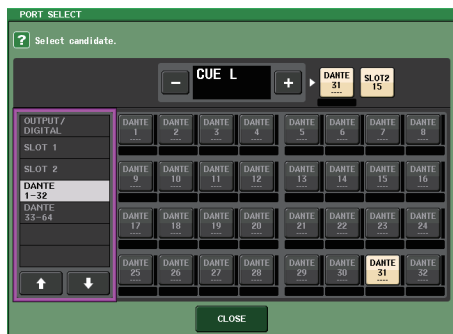 PORT SELECT
? Select candidate.
− CUE L + DANTE 31 ---- SLOT2 15
OUTPUT/
DIGITAL
SLOT 1
SLOT 2
DANTE
1-32
DANTE
33-64
DANTE 1 ---- DANTE 2 ---- DANTE 3 ---- DANTE 4 ---- DANTE 5 ---- DANTE 6 ---- DANTE 7 ---- DANTE 8 ----
DANTE 9 ---- DANTE 10 ---- DANTE 11 ---- DANTE 12 ---- DANTE 13 ---- DANTE 14 ---- DANTE 15 ---- DANTE 16 ----
DANTE 17 ---- DANTE 18 ---- DANTE 19 ---- DANTE 20 ---- DANTE 21 ---- DANTE 22 ---- DANTE 23 ---- DANTE 24 ----
DANTE 25 ---- DANTE 26 ---- DANTE 27 ---- DANTE 28 ---- DANTE 29 ---- DANTE 30 ---- DANTE 31 ---- DANTE 32 ----
CLOSE